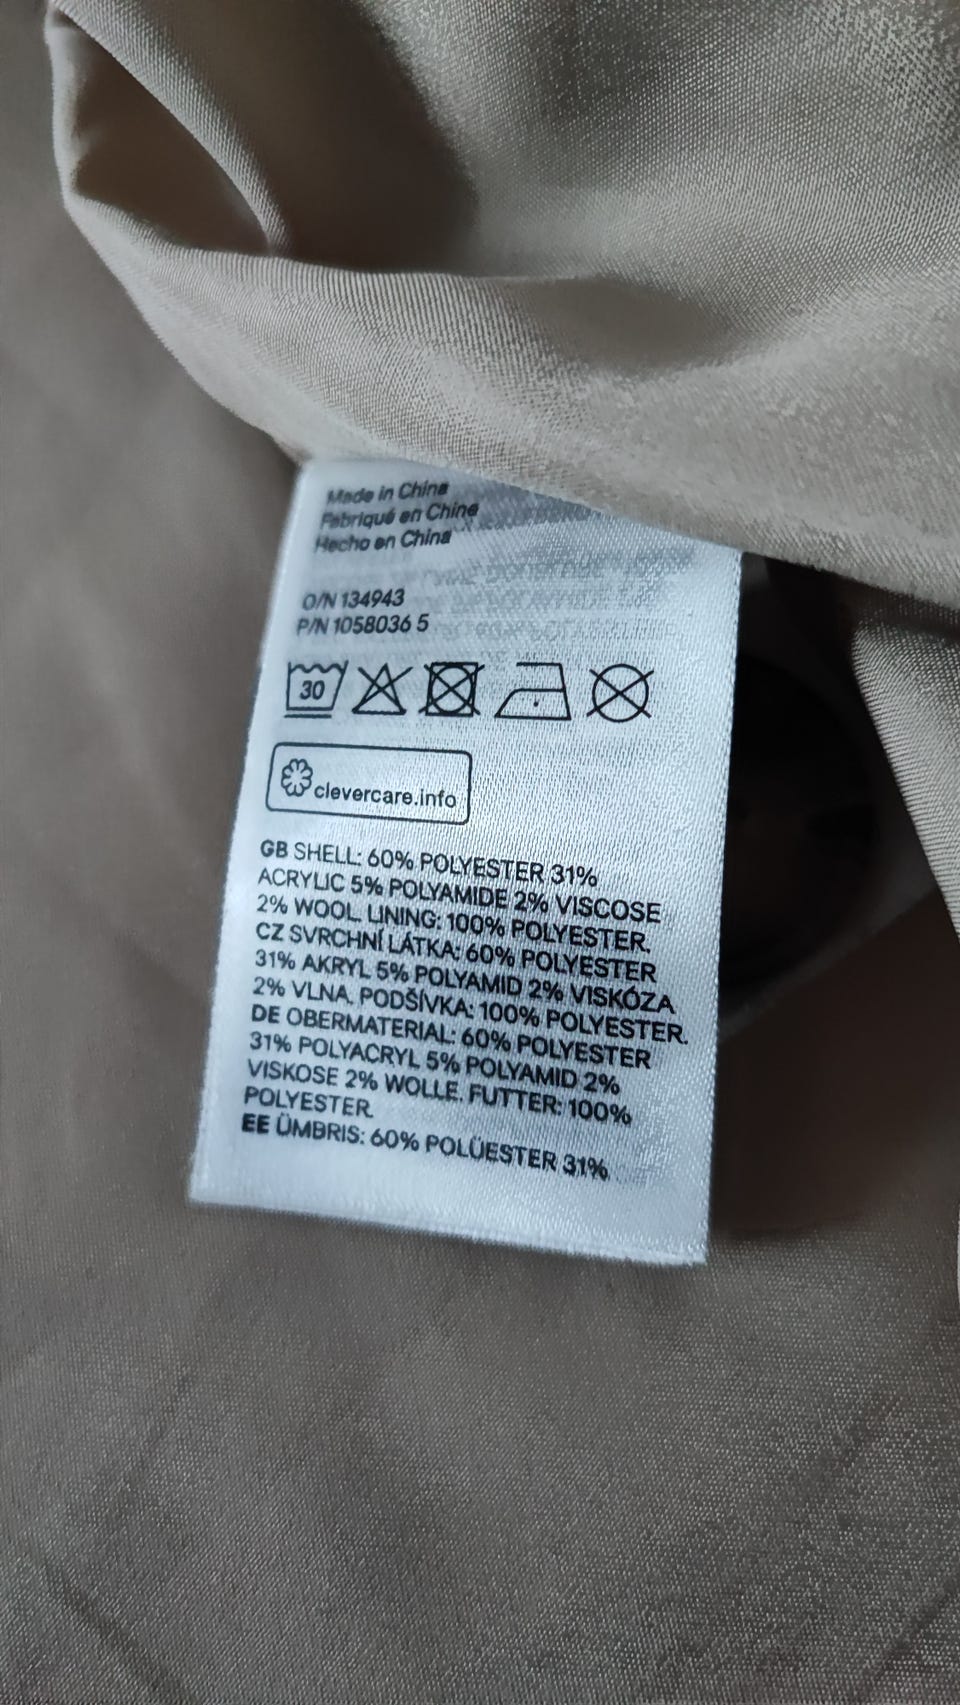 Made in China
Fabriqué en Chine
Hecho en China
O/N 134943
P/N 1058036 5
30
clevercare.info
GB SHELL: 60% POLYESTER 31%
ACRYLIC 5% POLYAMIDE 2% VISCOSE
2% WOOL. LINING: 100% POLYESTER.
CZ SVRCHNÍ LÁTKA: 60% POLYESTER
31% AKRYL 5% POLYAMID 2% VISKÓZA
2% VLNA. PODŠÍVKA: 100% POLYESTER.
DE OBERMATERIAL: 60% POLYESTER
31% POLYACRYL 5% POLYAMID 2%
VISKOSE 2% WOLLE. FUTTER: 100%
POLYESTER.
EE ÜMBRIS: 60% POLÜESTER 31%